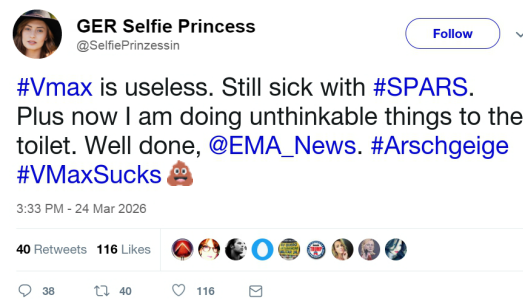 GER Selfie Princess
@SelfiePrinzessin
Follow
#Vmax is useless. Still sick with #SPARS.
Plus now I am doing unthinkable things to the
toilet. Well done, @EMA_News. #Arschgeige
#VMaxSucks
3:33 PM - 24 Mar 2026
40 Retweets 116 Likes
38 40 116